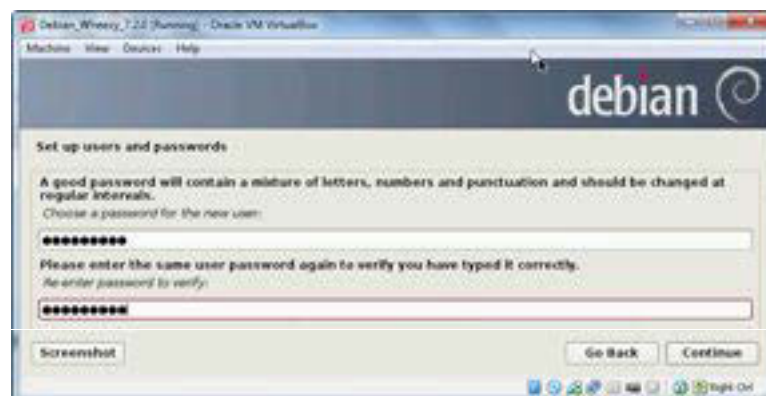 Debian_Wheezy_7.2.0 [Running] - Oracle VM VirtualBox
Machine View Devices Help
debian
Set up users and passwords
A good password will contain a mixture of letters, numbers and punctuation and should be changed at
regular intervals.
Choose a password for the new user:
●●●●●●●●●
Please enter the same user password again to verify you have typed it correctly.
Re-enter password to verify:
●●●●●●●●●
Screenshot
Go Back
Continue
Right Ctrl